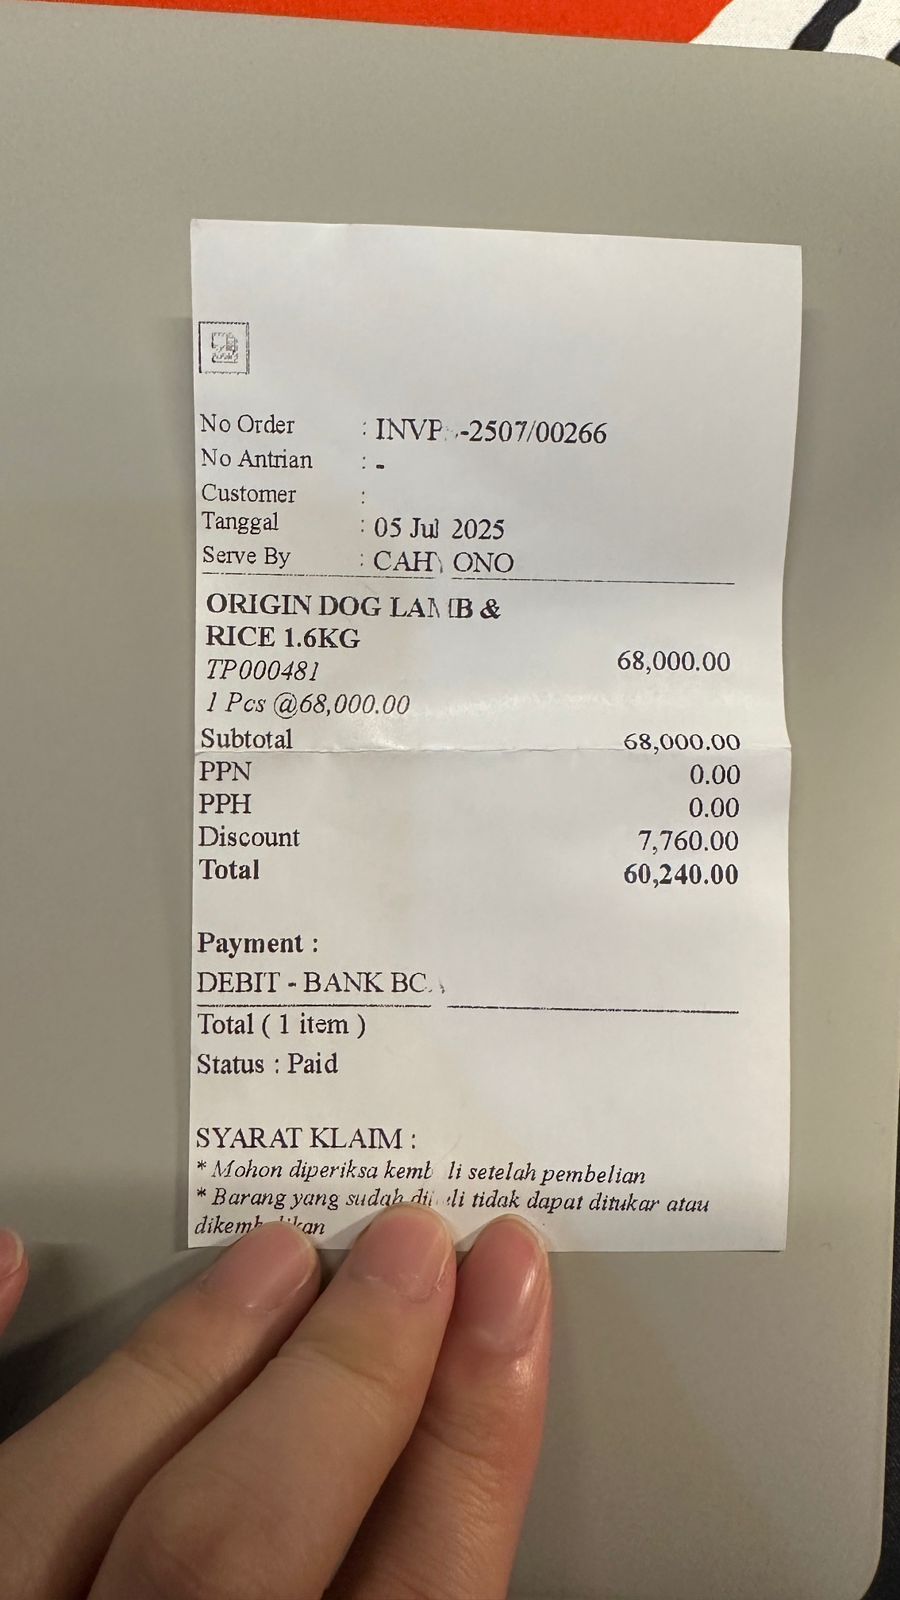 No Order : -2507/00266
No Antrian : -
Customer :
Tanggal : 05 Jul 2025
Serve By :
ORIGIN DOG LAMB &
RICE 1.6KG
TP000481
68,000.00
1 Pcs @68,000.00
Subtotal 68,000.00
PPN 0.00
PPH 0.00
Discount 7,760.00
Total 60,240.00
Payment :
DEBIT - BANK BCA
Total ( 1 item )
Status : Paid
SYARAT KLAIM :
* Mohon diperiksa kembali setelah pembelian
* Barang yang sudah dibeli tidak dapat ditukar atau
dikembalikan